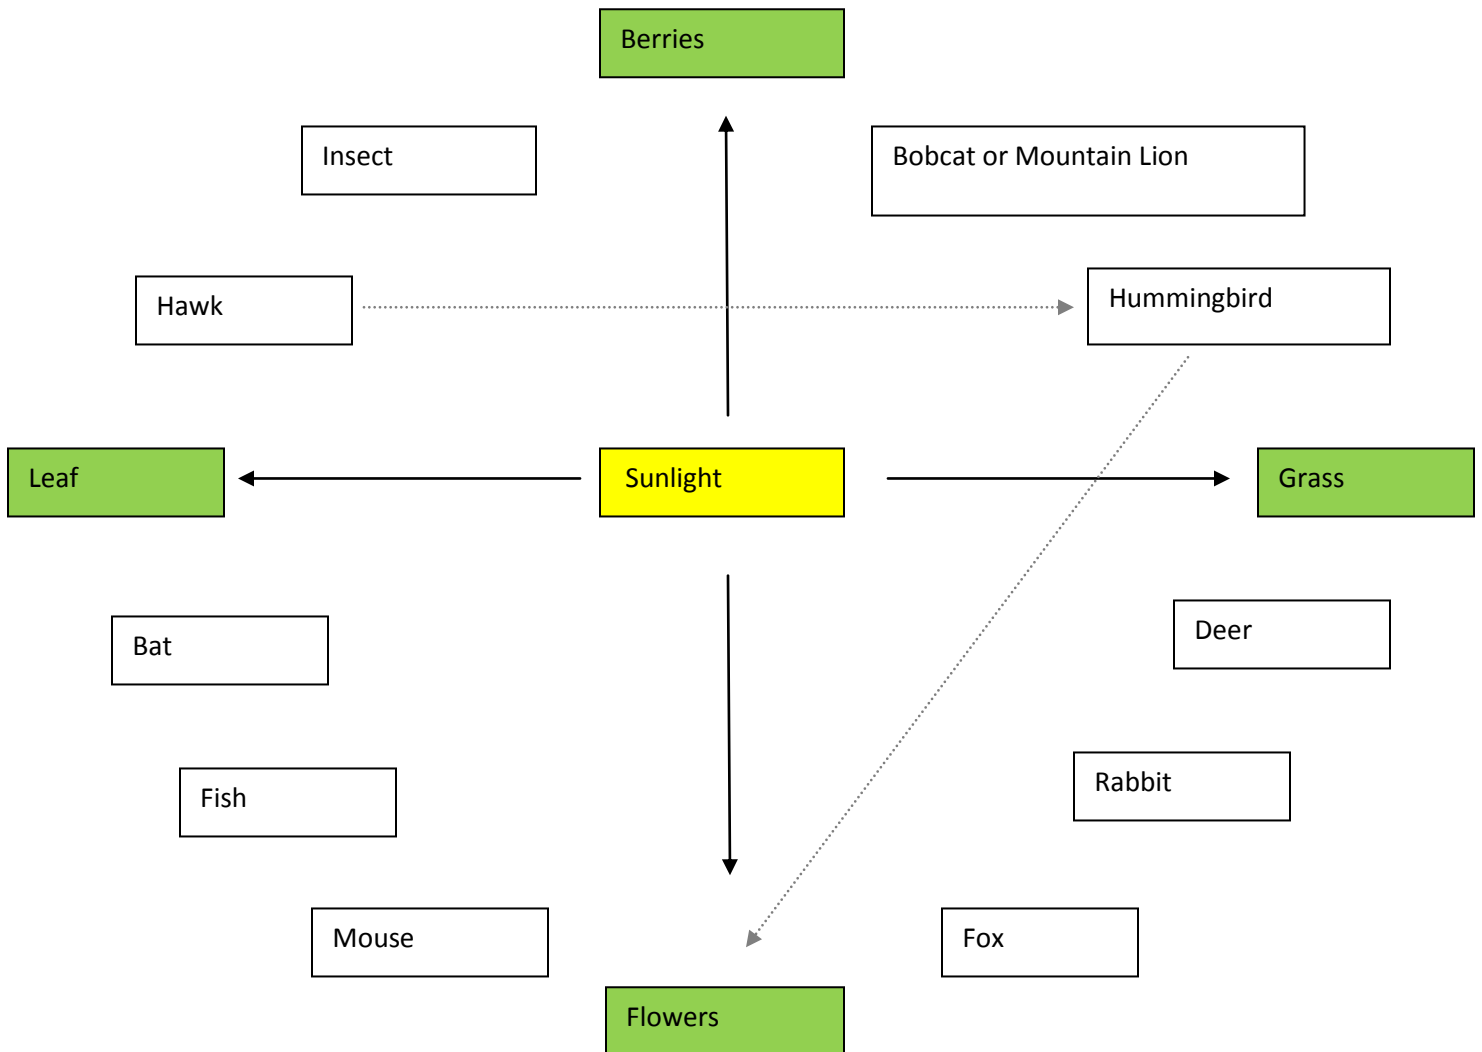 Berries
Insect
Bobcat or Mountain Lion
Hawk
Hummingbird
Leaf
Sunlight
Grass
Bat
Deer
Fish
Rabbit
Mouse
Fox
Flowers